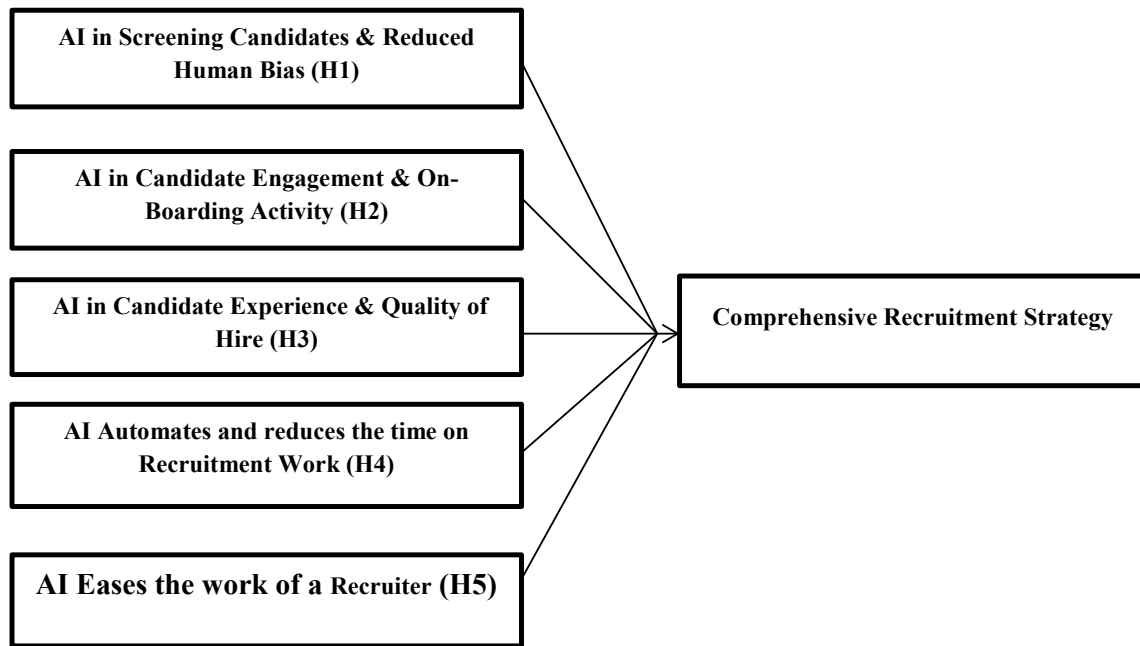 AI in Screening Candidates & Reduced
Human Bias (H1)
AI in Candidate Engagement & On-
Boarding Activity (H2)
AI in Candidate Experience & Quality of
Hire (H3)
AI Automates and reduces the time on
Recruitment Work (H4)
AI Eases the work of a Recruiter (H5)
Comprehensive Recruitment Strategy